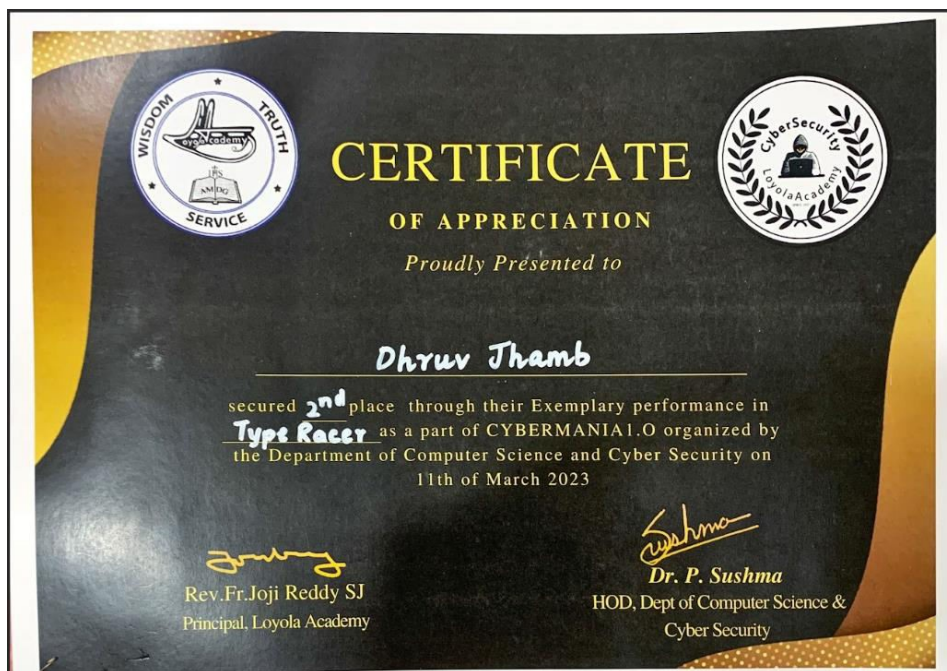 WISDOM
TRUTH
SERVICE
oyola cademy
IHS
AMDG
CyberSecurity
LoyolaAcademy
CERTIFICATE
OF APPRECIATION
Proudly Presented to
Dhruv Jhamb
secured 2nd place through their Exemplary performance in
Type Racer as a part of CYBERMANIA1.O organized by
the Department of Computer Science and Cyber Security on
11th of March 2023
Sushma
Rev.Fr.Joji Reddy SJ
Principal, Loyola Academy
Dr. P. Sushma
HOD, Dept of Computer Science &
Cyber Security